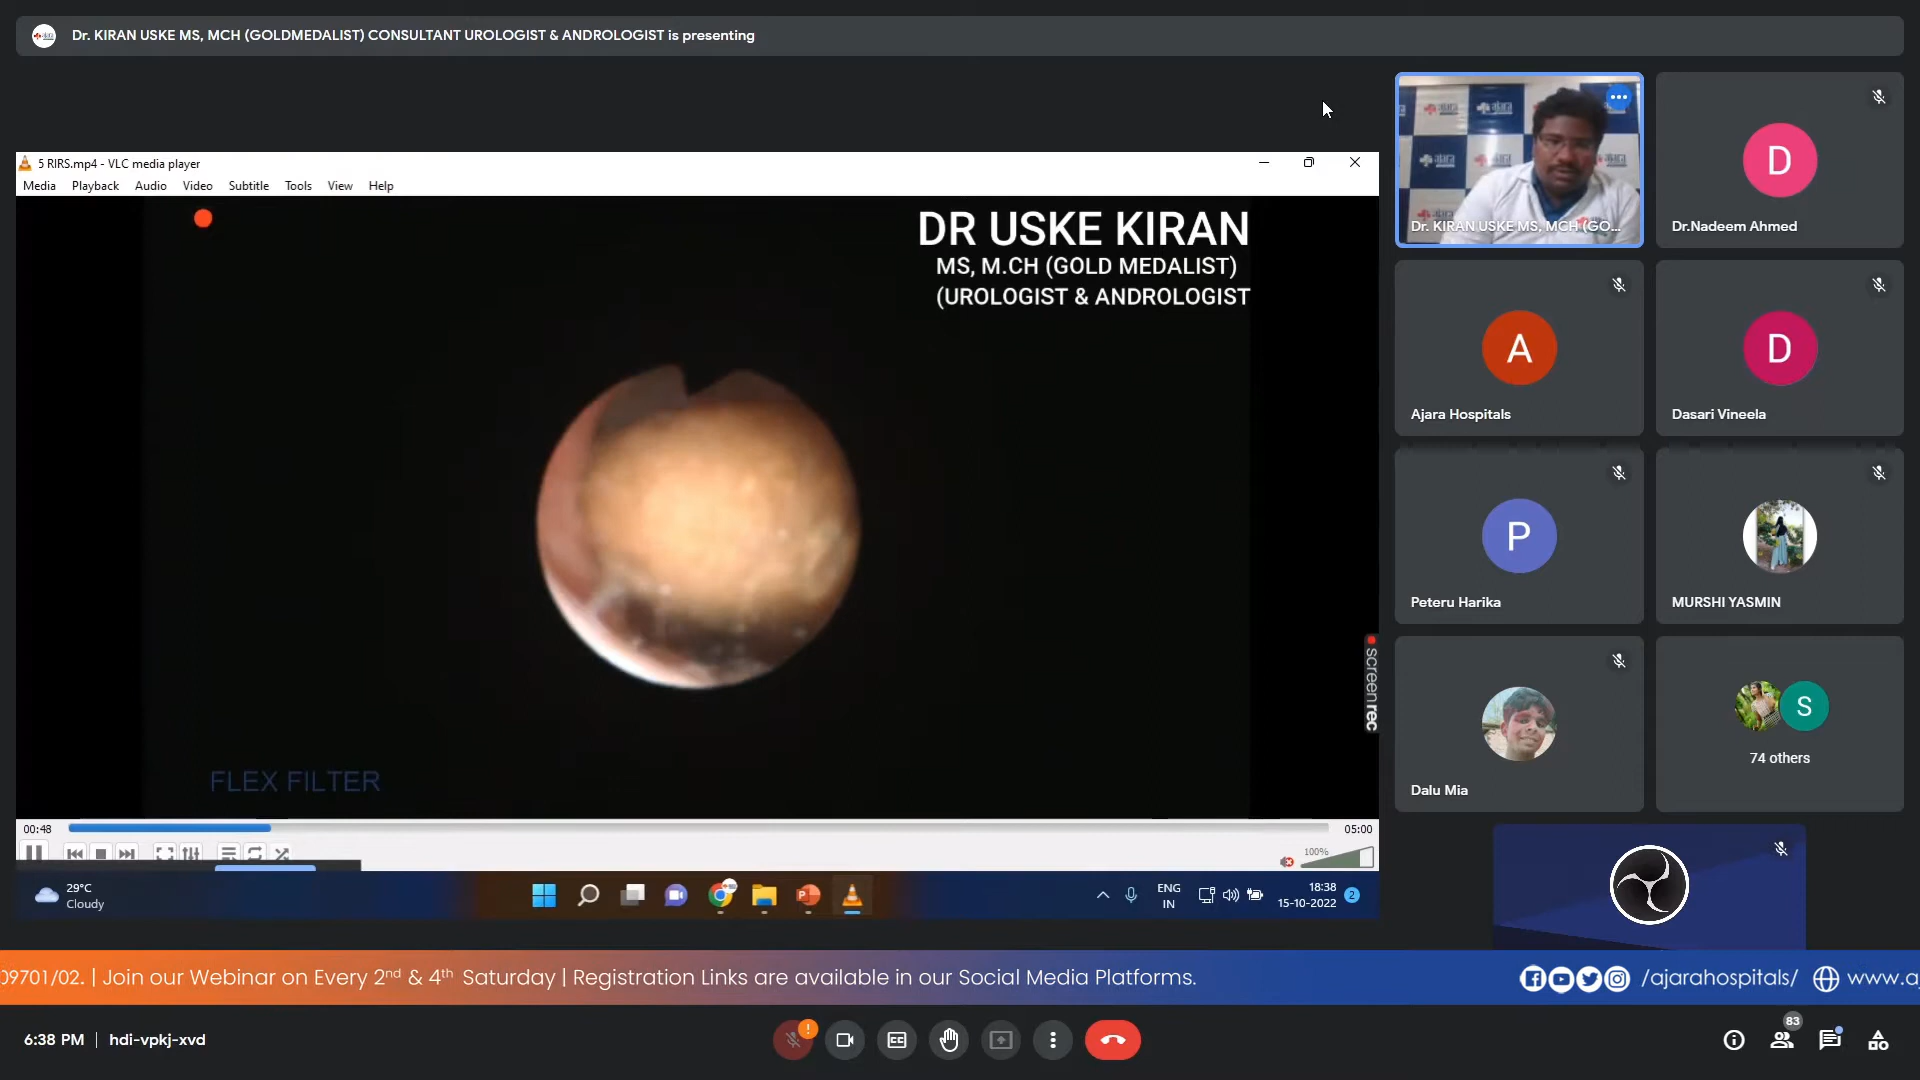 Dr. KIRAN USKE MS, MCH (GOLDMEDALIST) CONSULTANT UROLOGIST & ANDROLOGIST is presenting
5 RIRS.mp4 - VLC media player
Media Playback Audio Video Subtitle Tools View Help
DR USKE KIRAN
MS, M.CH (GOLD MEDALIST)
(UROLOGIST & ANDROLOGIST
FLEX FILTER
screenrec
00:48
05:00
100%
29°C
Cloudy
ENG
IN
18:38
15-10-2022
2
Dr. KIRAN USKE MS, MCH (GO...
D
Dr.Nadeem Ahmed
A
Ajara Hospitals
D
Dasari Vineela
P
Peteru Harika
MURSHI YASMIN
Dalu Mia
S
74 others
09701/02. | Join our Webinar on Every 2nd & 4th Saturday | Registration Links are available in our Social Media Platforms.
/ajarahospitals/ www.a
6:38 PM | hdi-vpkj-xvd
83